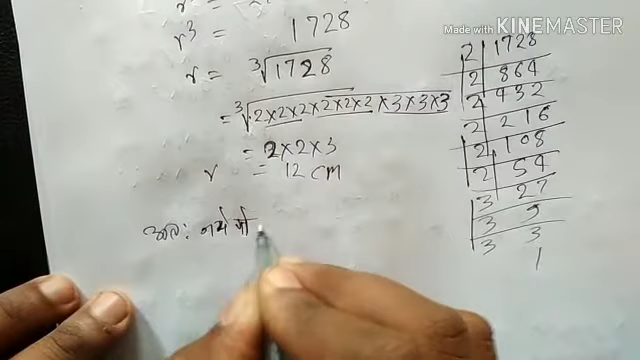 Made with KINEMASTER
r³ = 1728
∴ r = ∛1728
= ∛2×2×2×2×2×2×3×3×3
= 2×2×3
∴ r = 12 cm
अतः
2 | 1728
2 | 864
2 | 432
2 | 216
2 | 108
2 | 54
3 | 27
3 | 9
3 | 3
1